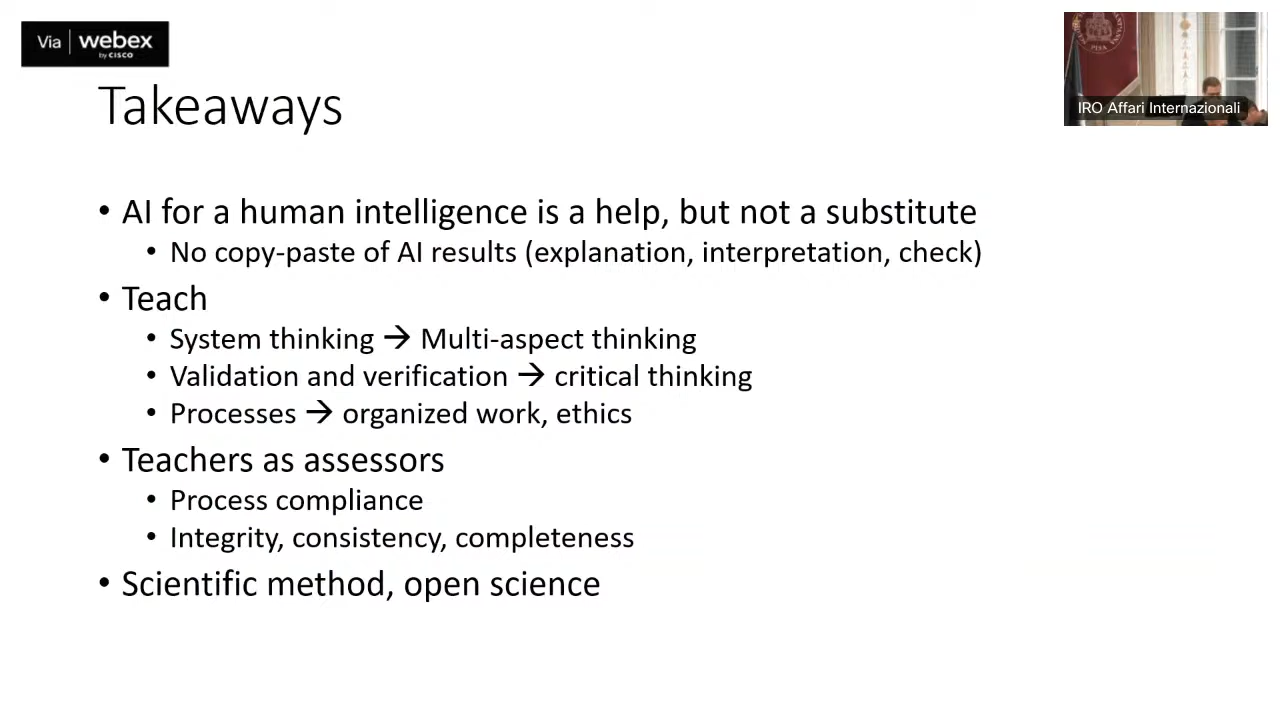 Via webex
by CISCO
IRO Affari Internazionali
Takeaways
• AI for a human intelligence is a help, but not a substitute
• No copy-paste of AI results (explanation, interpretation, check)
• Teach
• System thinking → Multi-aspect thinking
• Validation and verification → critical thinking
• Processes → organized work, ethics
• Teachers as assessors
• Process compliance
• Integrity, consistency, completeness
• Scientific method, open science